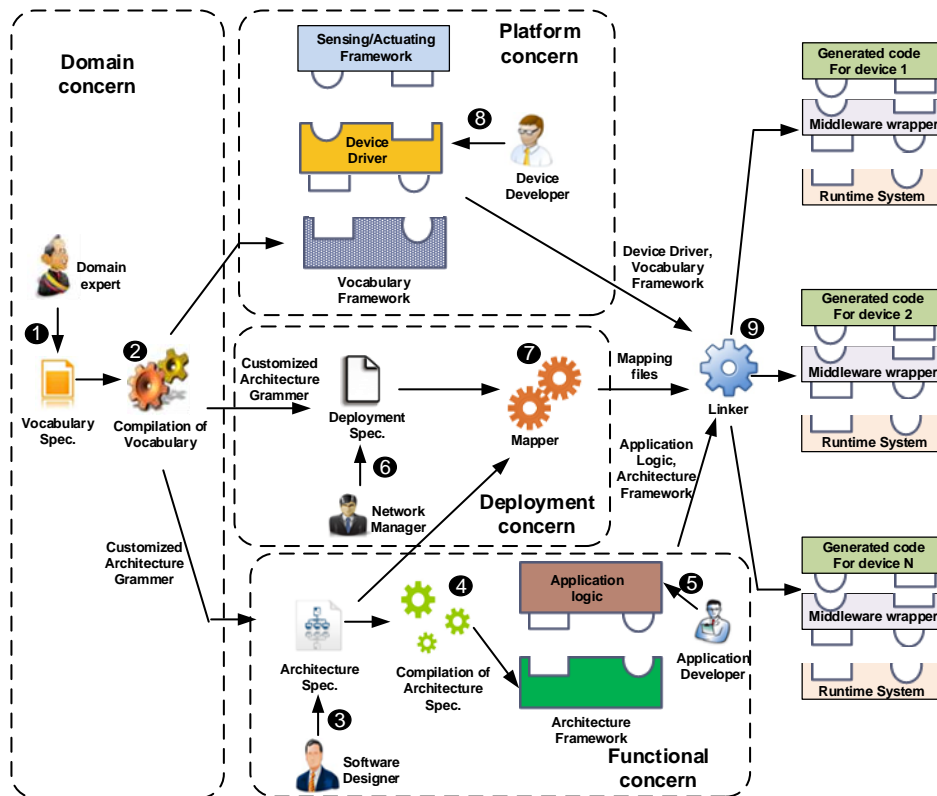 Domain
concern
Domain
expert
1
2
Vocabulary
Spec.
Compilation of
Vocabulary
Customized
Architecture
Grammer
Sensing/Actuating
Framework
Platform
concern
8
Device
Driver
Device
Developer
Vocabulary
Framework
Device Driver,
Vocabulary
Framework
Customized
Architecture
Grammer
Deployment
Spec.
7
Mapper
6
Network
Manager
Deployment
concern
Mapping
files
9
Linker
Application
Logic,
Architecture
Framework
Architecture
Spec.
3
Software
Designer
4
Compilation of
Architecture
Spec.
Application
logic
5
Application
Developer
Architecture
Framework
Functional
concern
Generated code
For device 1
Middleware wrapper
Runtime System
Generated code
For device 2
Middleware wrapper
Runtime System
Generated code
For device N
Middleware wrapper
Runtime System